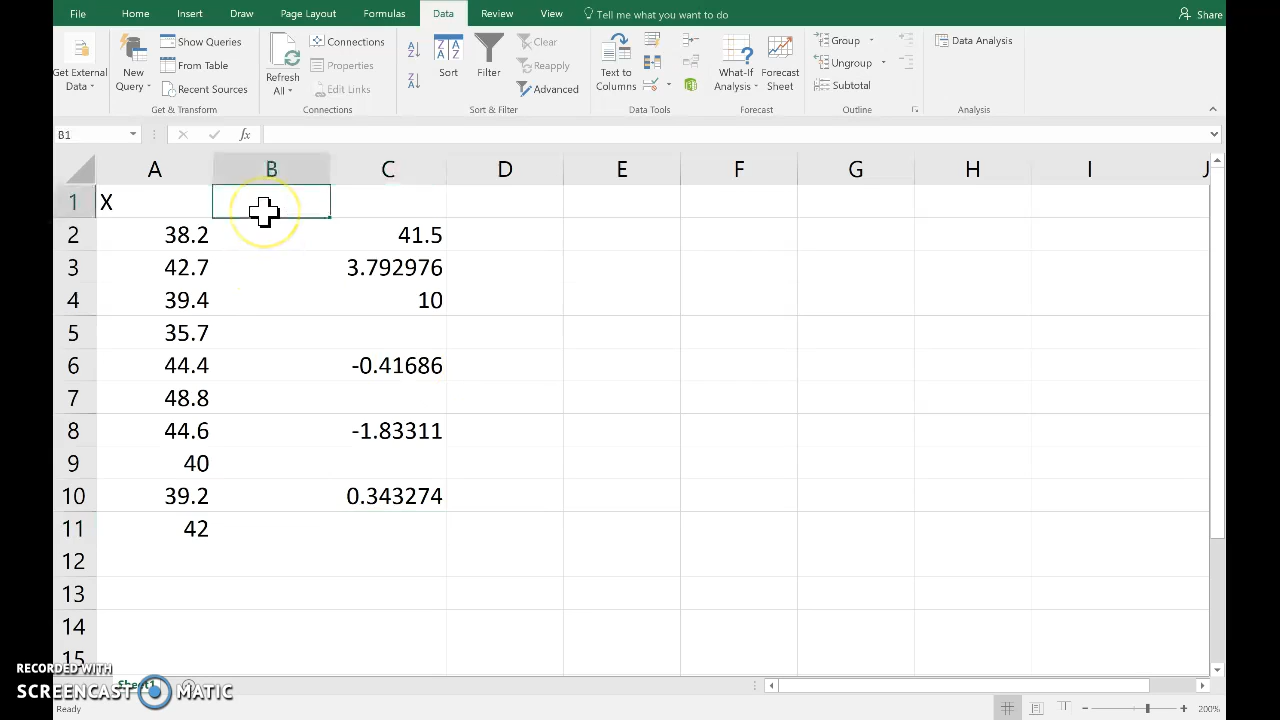 File Home Insert Draw Page Layout Formulas Data Review View Tell me what you want to do Share
Get External Data
New Query
Show Queries
From Table
Recent Sources
Get & Transform
Refresh All
Connections
Properties
Edit Links
Connections
Sort
Filter
Clear
Reapply
Advanced
Sort & Filter
Text to Columns
Data Tools
What-If Analysis
Forecast Sheet
Forecast
Group
Ungroup
Subtotal
Outline
Data Analysis
Analysis
B1 fx
A B C D E F G H I J
1 X
2 38.2 41.5
3 42.7 3.792976
4 39.4 10
5 35.7
6 44.4 -0.41686
7 48.8
8 44.6 -1.83311
9 40
10 39.2 0.343274
11 42
12
13
14
15
RECORDED WITH
SCREENCAST MATIC
Sheet1
Ready 200%